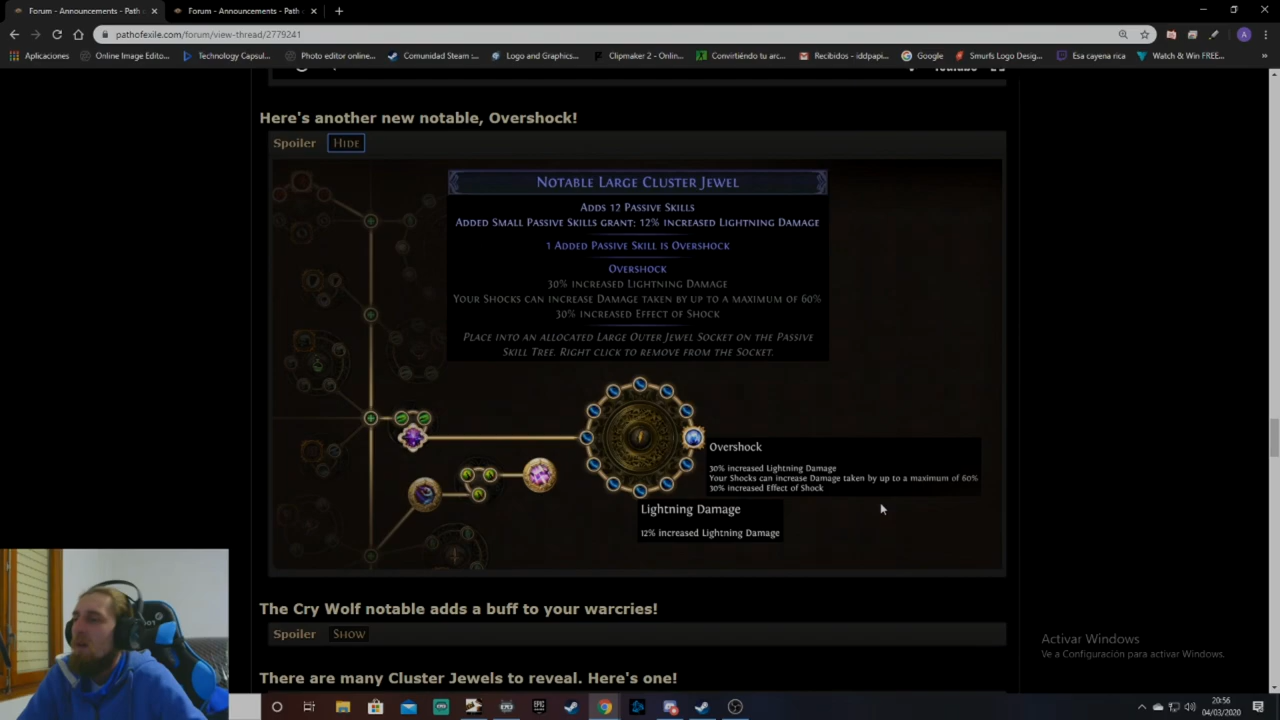 Forum - Announcements - Path
Forum - Announcements - Path
pathofexile.com/forum/view-thread/2779241
A
Aplicaciones
Online Image Edito...
Technology Capsul...
Photo editor online...
Comunidad Steam :...
Logo and Graphics...
Clipmaker 2 - Onlin...
Convirtiéndo tu arc...
Recibidos - iddpapi...
Google
Smurfs Logo Desig...
Esa cayena rica
Watch & Win FREE...
Here's another new notable, Overshock!
Spoiler HIDE
NOTABLE LARGE CLUSTER JEWEL
ADDS 12 PASSIVE SKILLS
ADDED SMALL PASSIVE SKILLS GRANT: 12% INCREASED LIGHTNING DAMAGE
1 ADDED PASSIVE SKILL IS OVERSHOCK
OVERSHOCK
30% INCREASED LIGHTNING DAMAGE
YOUR SHOCKS CAN INCREASE DAMAGE TAKEN BY UP TO A MAXIMUM OF 60%
30% INCREASED EFFECT OF SHOCK
PLACE INTO AN ALLOCATED LARGE OUTER JEWEL SOCKET ON THE PASSIVE
SKILL TREE. RIGHT CLICK TO REMOVE FROM THE SOCKET.
Overshock
30% increased Lightning Damage
Your Shocks can increase Damage taken by up to a maximum of 60%
30% increased Effect of Shock
Lightning Damage
12% increased Lightning Damage
The Cry Wolf notable adds a buff to your warcries!
Spoiler SHOW
There are many Cluster Jewels to reveal. Here's one!
Activar Windows
Ve a Configuración para activar Windows.
20:56
04/03/2020